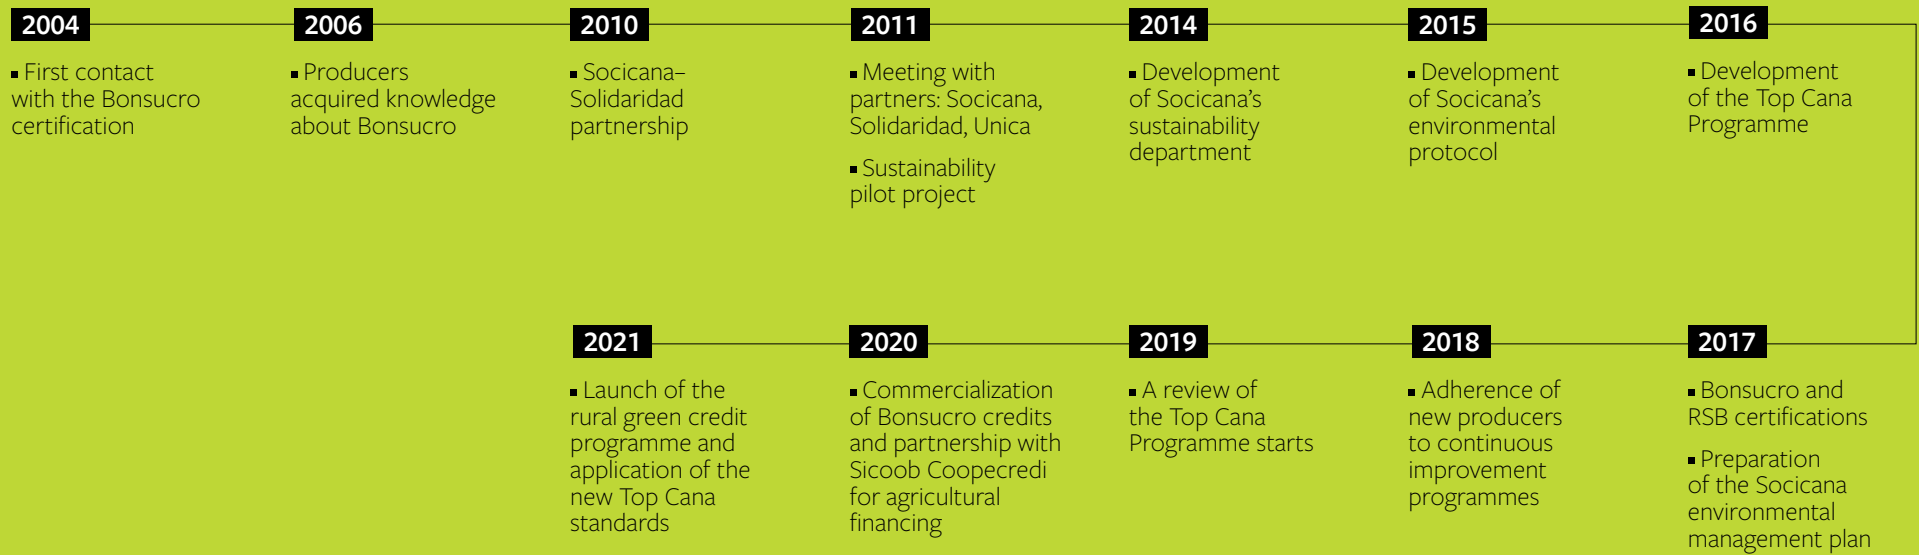 2004
▪ First contact
with the Bonsucro
certification
2006
▪ Producers
acquired knowledge
about Bonsucro
2010
▪ Socicana–
Solidaridad
partnership
2011
▪ Meeting with
partners: Socicana,
Solidaridad, Unica
▪ Sustainability
pilot project
2014
▪ Development
of Socicana’s
sustainability
department
2015
▪ Development
of Socicana’s
environmental
protocol
2016
▪ Development
of the Top Cana
Programme
2017
▪ Bonsucro and
RSB certifications
▪ Preparation
of the Socicana
environmental
management plan
2018
▪ Adherence of
new producers
to continuous
improvement
programmes
2019
▪ A review of
the Top Cana
Programme starts
2020
▪ Commercialization
of Bonsucro credits
and partnership with
Sicoob Coopecredi
for agricultural
financing
2021
▪ Launch of the
rural green credit
programme and
application of the
new Top Cana
standards